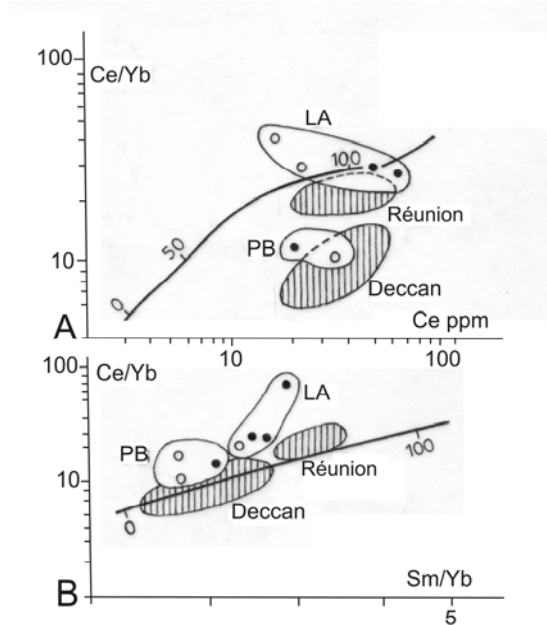 100
Ce/Yb
LA
100
50
10
PB
Réunion
Deccan
0
A
Ce ppm
10
100
100
Ce/Yb
LA
PB
100
10
Réunion
0
Deccan
B
Sm/Yb
5